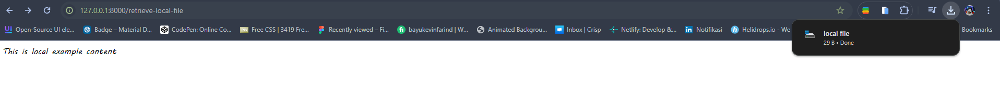 127.0.0.1:8000/retrieve-local-file
Open-Source UI ele... Badge – Material D... CodePen: Online Co... Free CSS | 3419 Fre... Recently viewed – Fi... bayukevinfarind | W... Animated Backgrou... Inbox | Crisp Netlify: Develop &... Notifikasi Helidrops.io - We Bookmarks
local file
29 B • Done
This is local example content